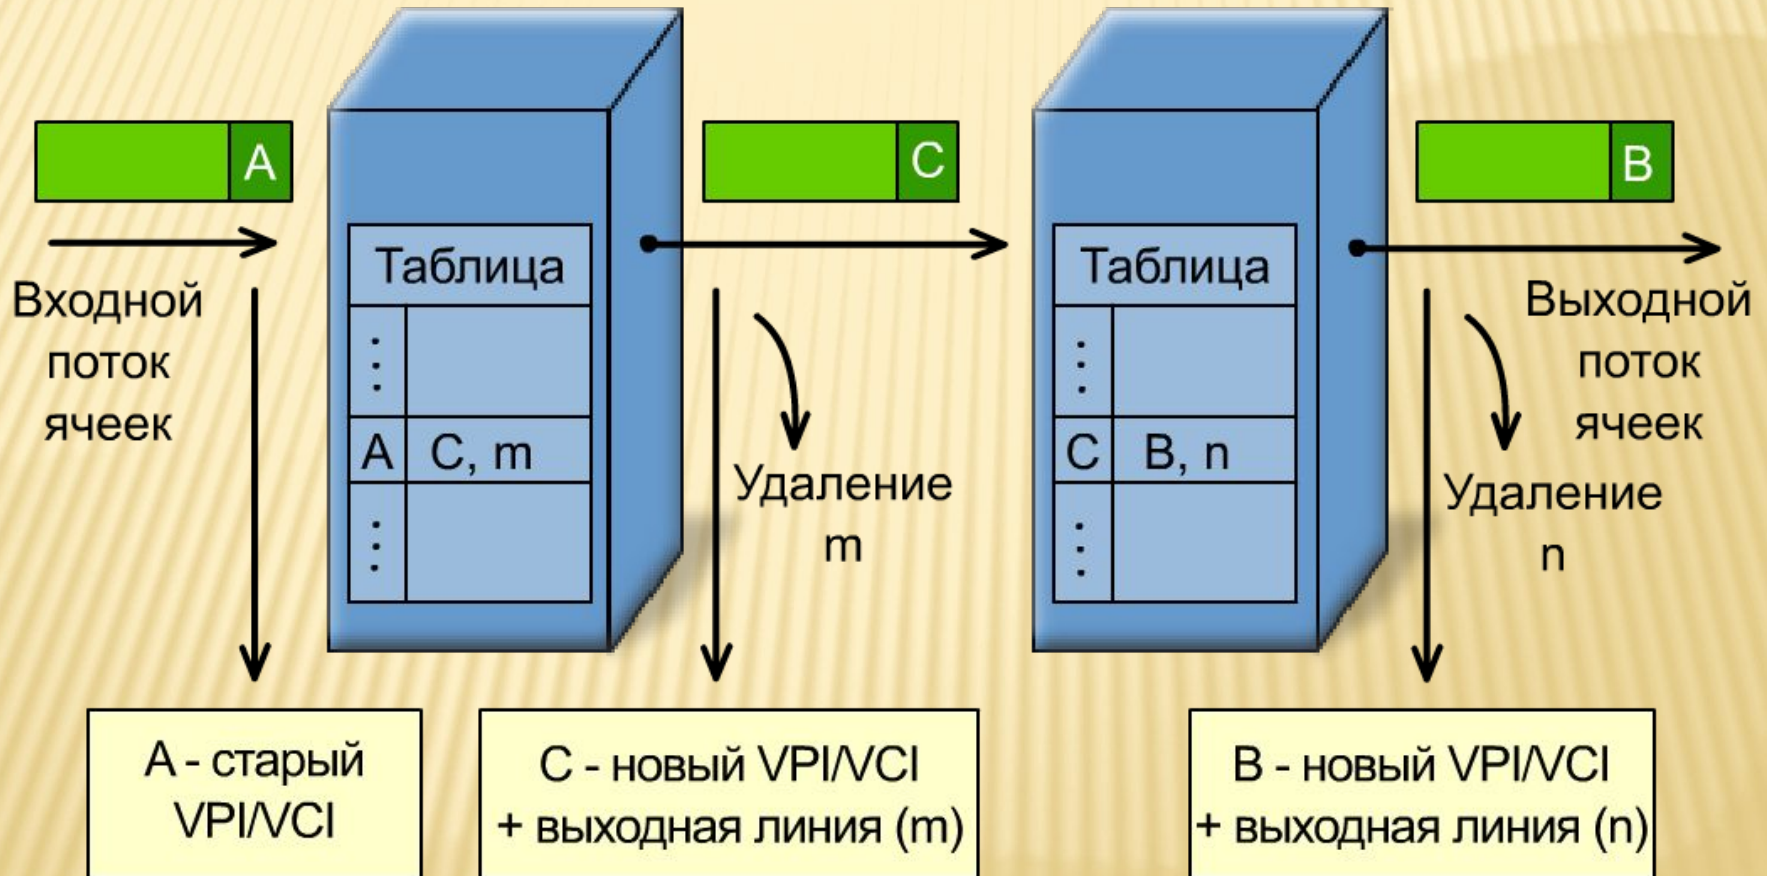 A
C
B
Входной
поток
ячеек
Таблица
⋮
A C, m
⋮
Удаление
m
Таблица
⋮
C B, n
⋮
Выходной
поток
ячеек
Удаление
n
A - старый
VPI/VCI
C - новый VPI/VCI
+ выходная линия (m)
B - новый VPI/VCI
+ выходная линия (n)